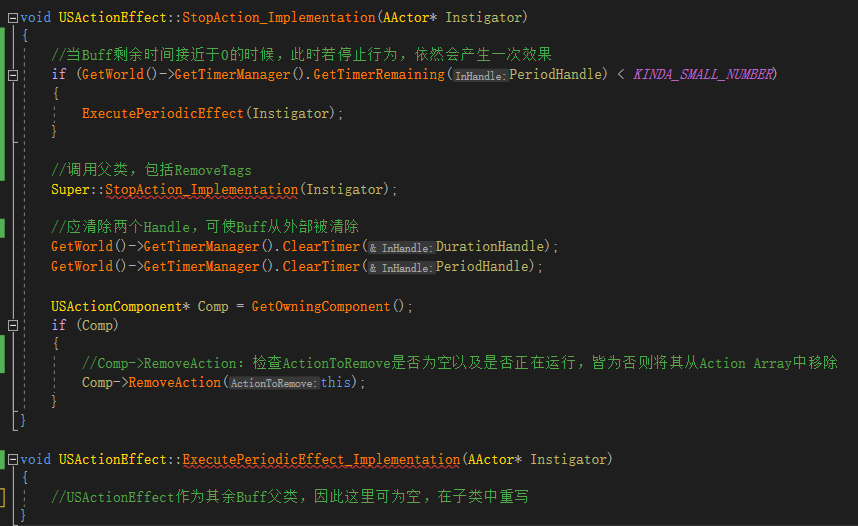 void USActionEffect::StopAction_Implementation(AActor* Instigator)
{
//当Buff剩余时间接近于0的时候，此时若停止行为，依然会产生一次效果
if (GetWorld()->GetTimerManager().GetTimerRemaining(InHandle:PeriodHandle) < KINDA_SMALL_NUMBER)
{
ExecutePeriodicEffect(Instigator);
}
//调用父类，包括RemoveTags
Super::StopAction_Implementation(Instigator);
//应清除两个Handle，可使Buff从外部被清除
GetWorld()->GetTimerManager().ClearTimer(& InHandle:DurationHandle);
GetWorld()->GetTimerManager().ClearTimer(& InHandle:PeriodHandle);
USActionComponent* Comp = GetOwningComponent();
if (Comp)
{
//Comp->RemoveAction：检查ActionToRemove是否为空以及是否正在运行，皆为否则将其从Action Array中移除
Comp->RemoveAction(ActionToRemove:this);
}
}
void USActionEffect::ExecutePeriodicEffect_Implementation(AActor* Instigator)
{
//USActionEffect作为其余Buff父类，因此这里可为空，在子类中重写
}